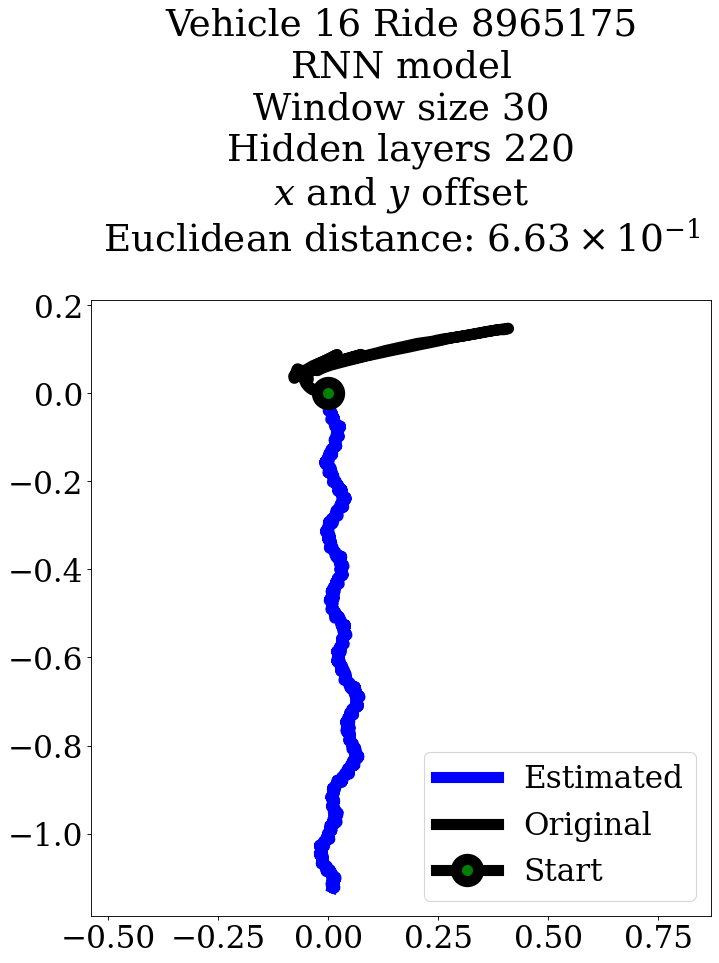 Vehicle 16 Ride 8965175
RNN model
Window size 30
Hidden layers 220
x and y offset
Euclidean distance: 6.63 × 10⁻¹
0.2
0.0
−0.2
−0.4
−0.6
−0.8
−1.0
Estimated
Original
Start
−0.50 −0.25 0.00 0.25 0.50 0.75